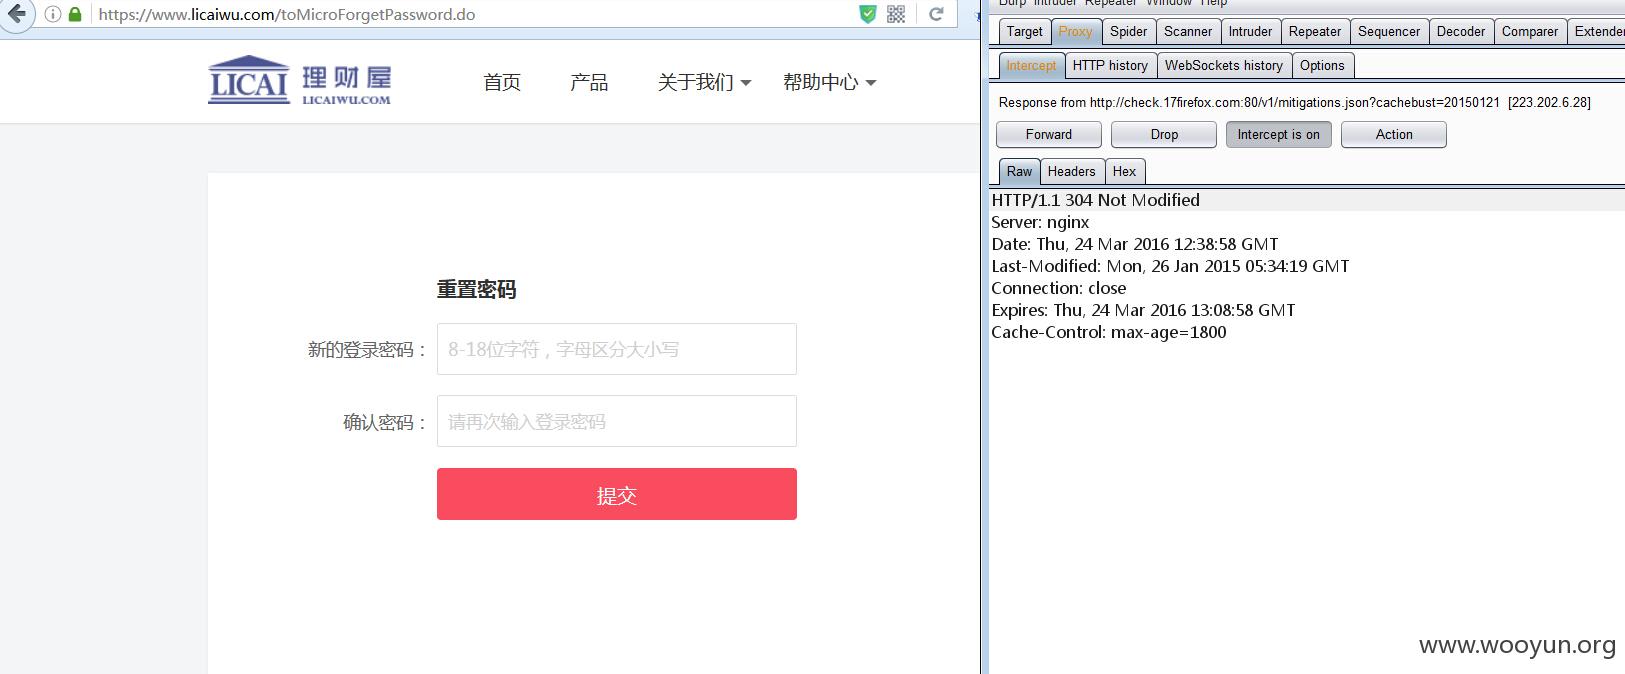 https://www.licaiwu.com/toMicroForgetPassword.do
LICAI 理财屋
LICAIWU.COM
首页 产品 关于我们 帮助中心
重置密码
新的登录密码： 8-18位字符，字母区分大小写
确认密码： 请再次输入登录密码
提交
Burp Intruder Repeater Window Help
Target Proxy Spider Scanner Intruder Repeater Sequencer Decoder Comparer Extender
Intercept HTTP history WebSockets history Options
Response from http://check.17firefox.com:80/v1/mitigations.json?cachebust=20150121 [223.202.6.28]
Forward Drop Intercept is on Action
Raw Headers Hex
HTTP/1.1 304 Not Modified
Server: nginx
Date: Thu, 24 Mar 2016 12:38:58 GMT
Last-Modified: Mon, 26 Jan 2015 05:34:19 GMT
Connection: close
Expires: Thu, 24 Mar 2016 13:08:58 GMT
Cache-Control: max-age=1800
www.wooyun.org